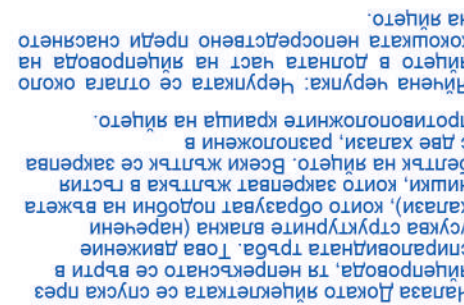 Халаза Докато яйцеклетката се спуска през
яйцепровода, тя непрекъснато се върти в
спираловидната тръба. Това движение
усуква структурните влакна (наречени
халази), които образуват подобни на въжета
нишки, които закрепват жълтъка в гъстия
белтък на яйцето. Всеки жълтък се закрепва
с две халази, разположени в
противоположните краища на яйцето.
Яйчена черупка: Черупката се отлага около
яйцето в долната част на яйцепровода на
кокошката непосредствено преди снасянето
на яйцето.